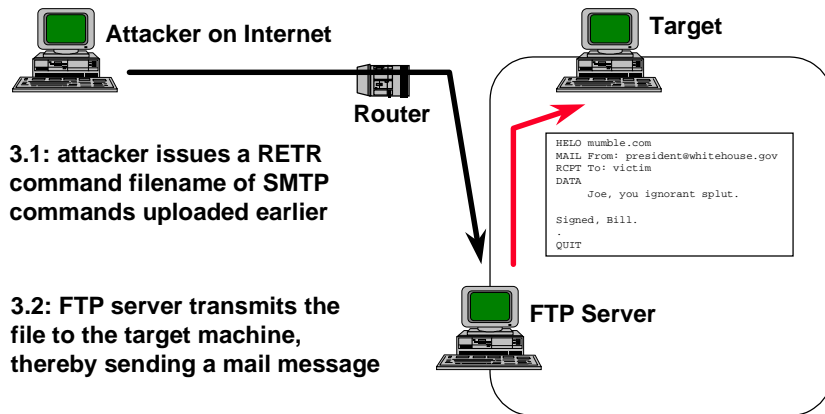 Attacker on Internet
Target
Router
3.1: attacker issues a RETR
command filename of SMTP
commands uploaded earlier
HELO mumble.com
MAIL From: president@whitehouse.gov
RCPT To: victim
DATA
Joe, you ignorant splut.
Signed, Bill.
.
QUIT
3.2: FTP server transmits the
file to the target machine,
thereby sending a mail message
FTP Server